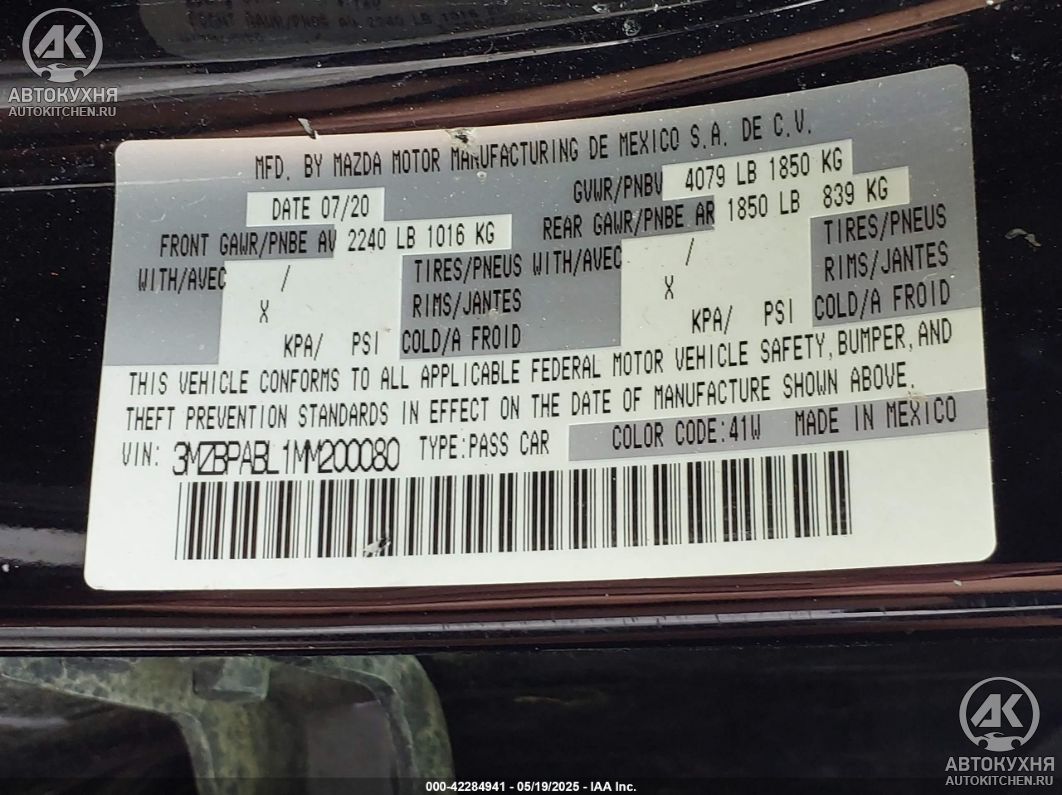 АК
АВТОКУХНЯ
AUTOKITCHEN.RU
MFD. BY MAZDA MOTOR MANUFACTURING DE MEXICO S.A. DE C.V.
DATE 07/20 GVWR/PNBV 4079 LB 1850 KG
FRONT GAWR/PNBE AV 2240 LB 1016 KG REAR GAWR/PNBE AR 1850 LB 839 KG
WITH/AVEC / TIRES/PNEUS WITH/AVEC / TIRES/PNEUS
X RIMS/JANTES X RIMS/JANTES
KPA/ PSI COLD/A FROID KPA/ PSI COLD/A FROID
THIS VEHICLE CONFORMS TO ALL APPLICABLE FEDERAL MOTOR VEHICLE SAFETY, BUMPER, AND
THEFT PREVENTION STANDARDS IN EFFECT ON THE DATE OF MANUFACTURE SHOWN ABOVE.
VIN: 3MZBPABL1MM200080 TYPE:PASS CAR COLOR CODE:41W MADE IN MEXICO
АК
АВТОКУХНЯ
AUTOKITCHEN.RU
000-42284941 - 05/19/2025 - IAA Inc.